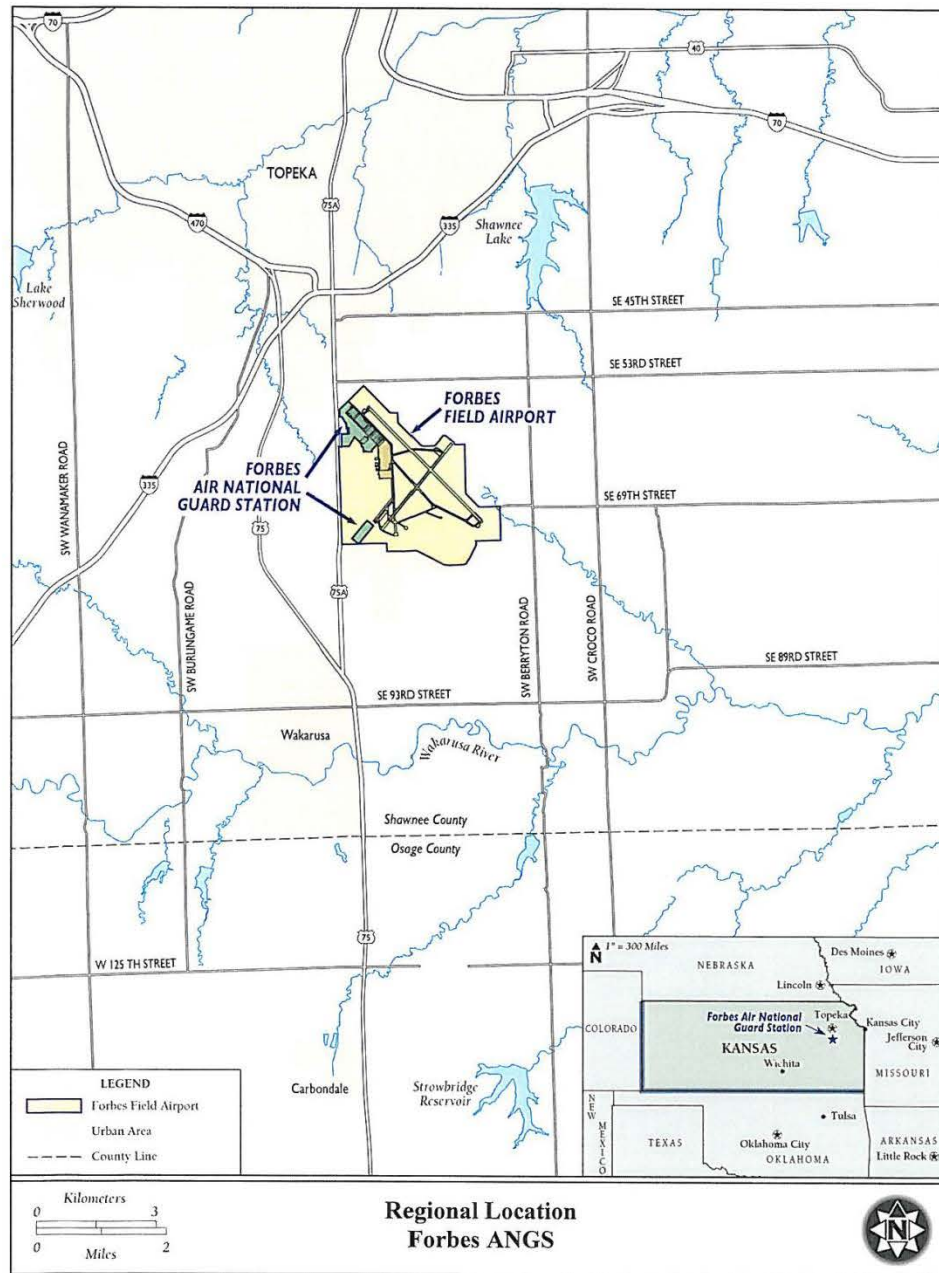 70
40
70
TOPEKA
75A
470
335
Shawnee
Lake
Lake
Sherwood
SE 45TH STREET
SE 53RD STREET
FORBES
FIELD AIRPORT
FORBES
AIR NATIONAL
GUARD STATION
SW WANAMAKER ROAD
335
75
SE 69TH STREET
75A
SW BURLINGAME ROAD
SW BERRYTON ROAD
SW CROCO ROAD
SE 89RD STREET
SE 93RD STREET
Wakarusa
Wakarusa River
Shawnee County
Osage County
75
W 125 TH STREET
Carbondale
Strowbridge
Reservoir
LEGEND
Forbes Field Airport
Urban Area
County Line
N
1" = 300 Miles
NEBRASKA
Des Moines
IOWA
Lincoln
COLORADO
Forbes Air National
Guard Station
Topeka
Kansas City
Jefferson
City
KANSAS
Wichita
MISSOURI
NEW
MEXICO
Tulsa
TEXAS
Oklahoma City
OKLAHOMA
ARKANSAS
Little Rock
Kilometers
0 3
0 2
Miles
Regional Location
Forbes ANGS
N